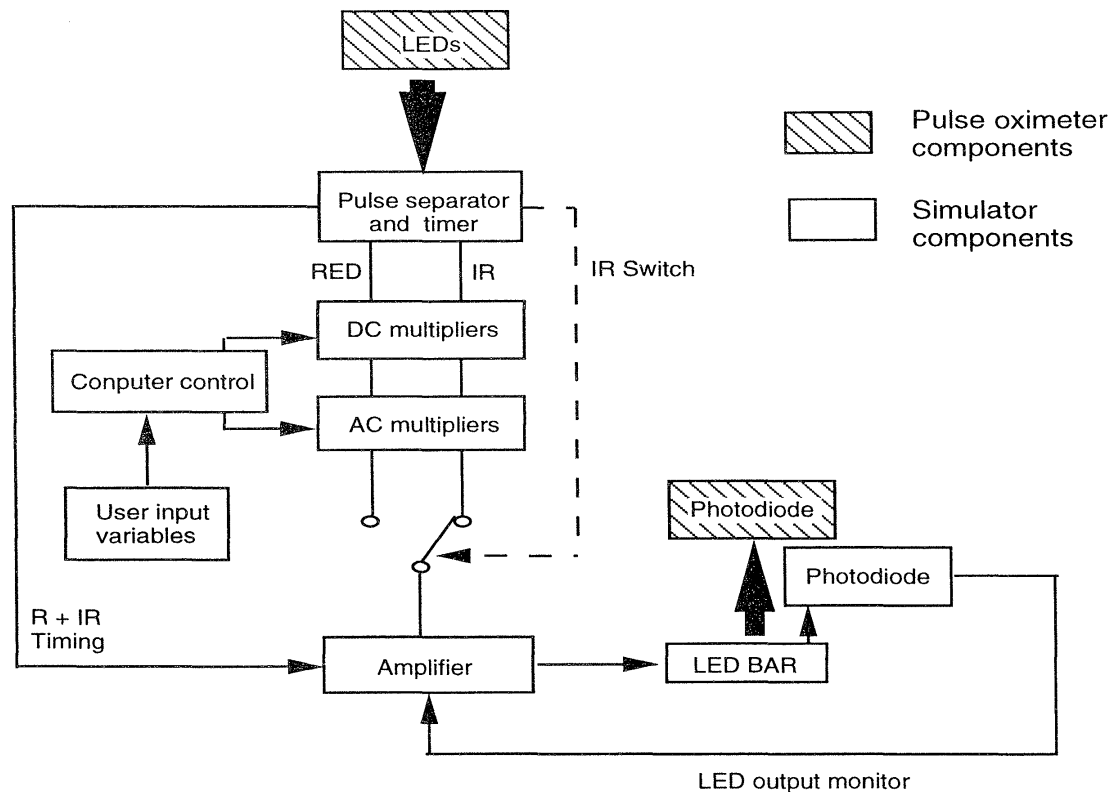 LEDs
Pulse oximeter
components
Simulator
components
Pulse separator
and timer
RED
IR
IR Switch
DC multipliers
Conputer control
AC multipliers
User input
variables
Photodiode
Photodiode
R + IR
Timing
Amplifier
LED BAR
LED output monitor